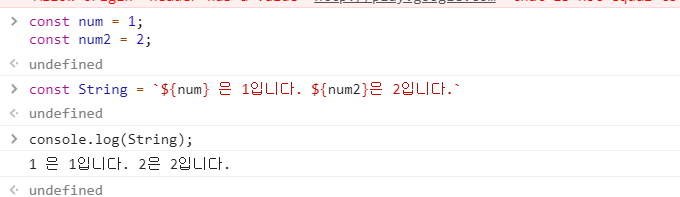 const num = 1;
const num2 = 2;
undefined
const String = `${num} 은 1입니다. ${num2}은 2입니다.`
undefined
console.log(String);
1 은 1입니다. 2은 2입니다.
undefined